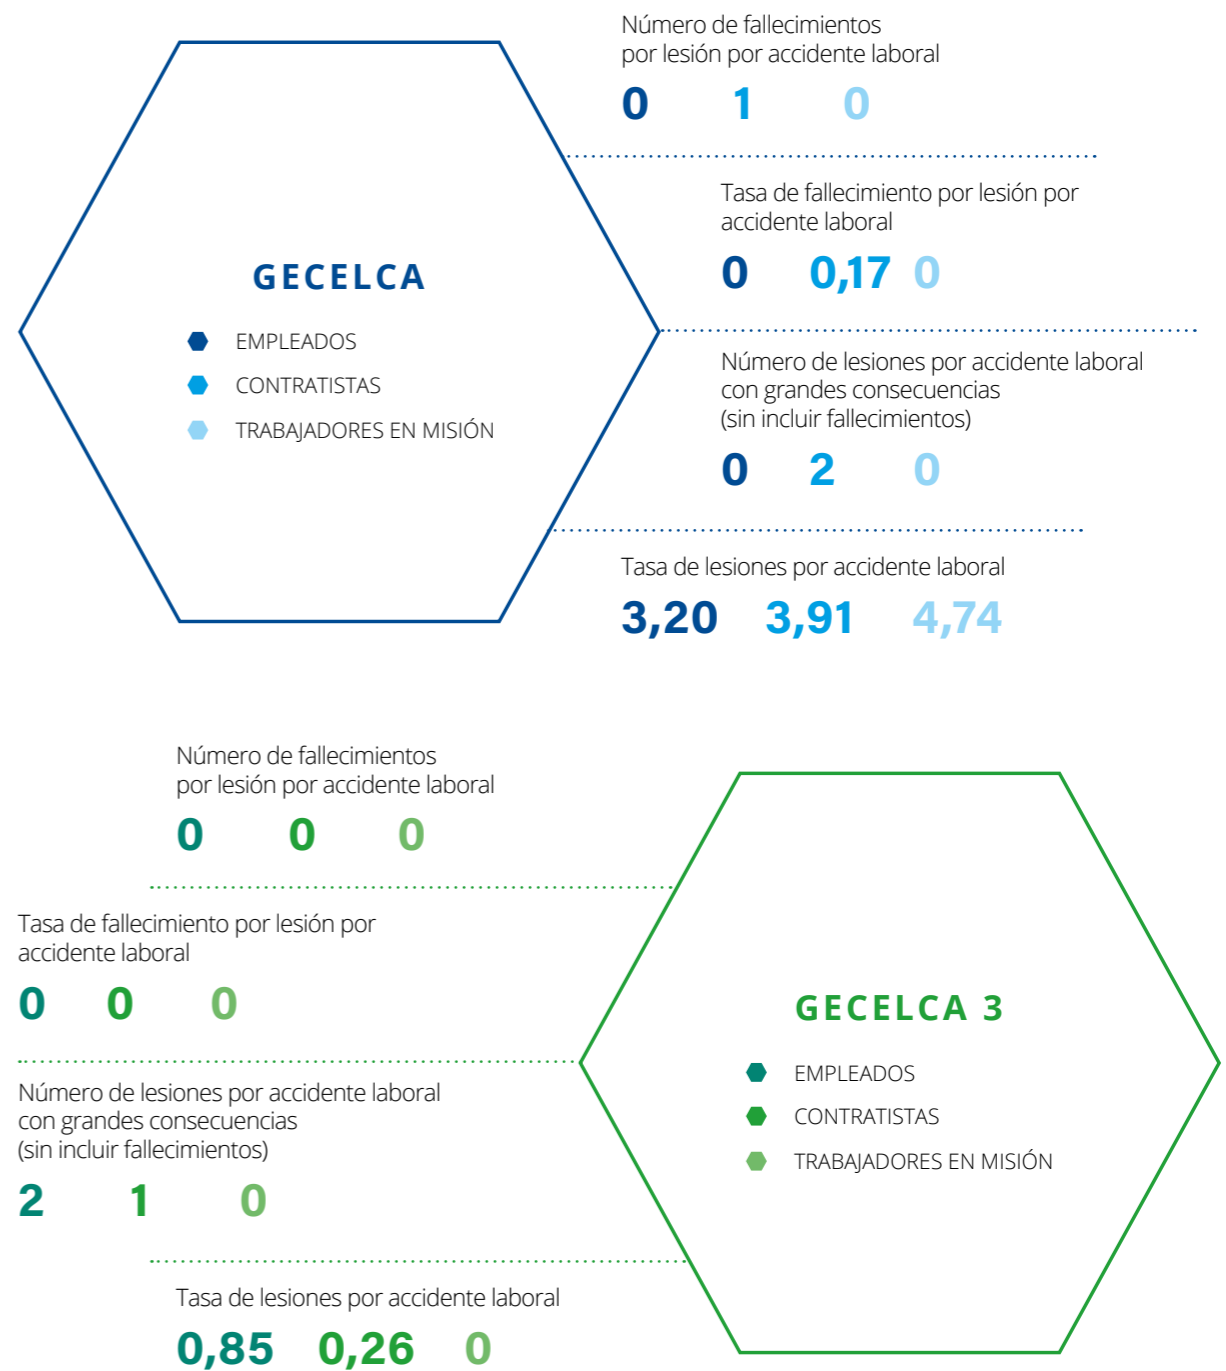 Número de fallecimientos
por lesión por accidente laboral
0 1 0
Tasa de fallecimiento por lesión por
accidente laboral
0 0,17 0
GECELCA
EMPLEADOS
CONTRATISTAS
TRABAJADORES EN MISIÓN
Número de lesiones por accidente laboral
con grandes consecuencias
(sin incluir fallecimientos)
0 2 0
Tasa de lesiones por accidente laboral
3,20 3,91 4,74
Número de fallecimientos
por lesión por accidente laboral
0 0 0
Tasa de fallecimiento por lesión por
accidente laboral
0 0 0
GECELCA 3
EMPLEADOS
CONTRATISTAS
TRABAJADORES EN MISIÓN
Número de lesiones por accidente laboral
con grandes consecuencias
(sin incluir fallecimientos)
2 1 0
Tasa de lesiones por accidente laboral
0,85 0,26 0